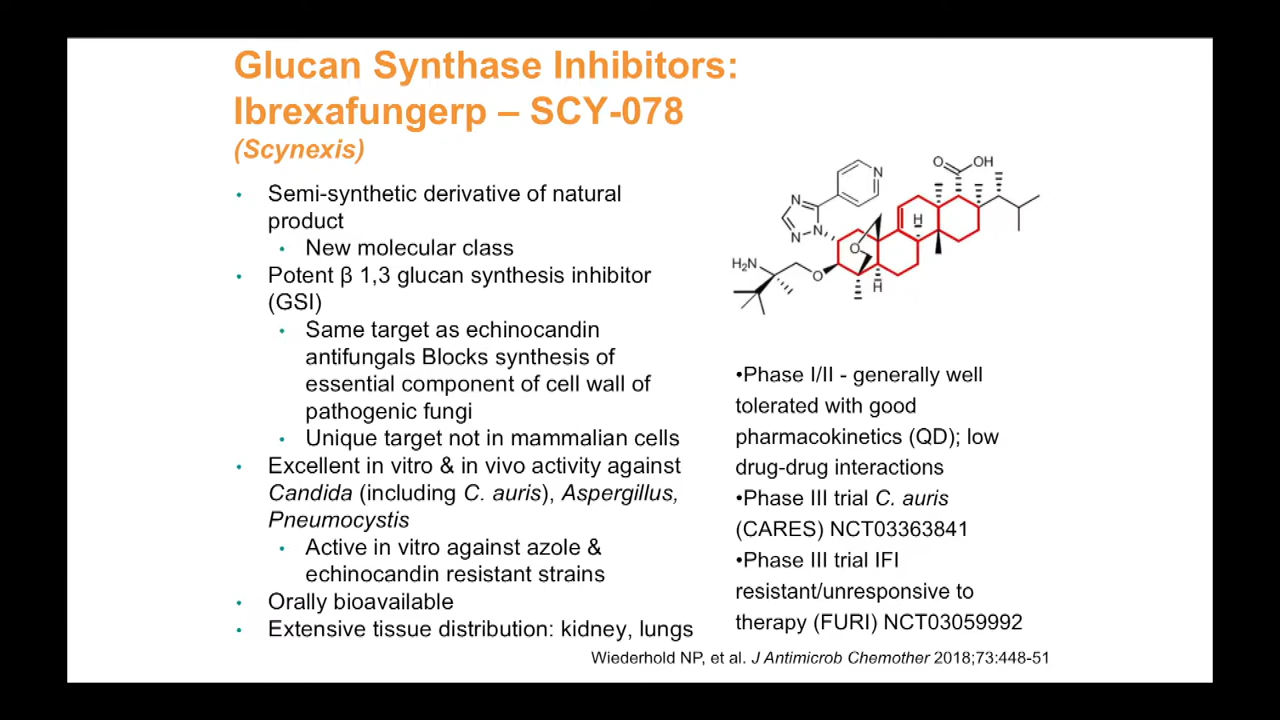 Glucan Synthase Inhibitors:
Ibrexafungerp – SCY-078
(Scynexis)
• Semi-synthetic derivative of natural
product
• New molecular class
• Potent β 1,3 glucan synthesis inhibitor
(GSI)
• Same target as echinocandin
antifungals Blocks synthesis of
essential component of cell wall of
pathogenic fungi
• Unique target not in mammalian cells
• Excellent in vitro & in vivo activity against
Candida (including C. auris), Aspergillus,
Pneumocystis
• Active in vitro against azole &
echinocandin resistant strains
• Orally bioavailable
• Extensive tissue distribution: kidney, lungs
O
OH
N
N
N
N
H
O
H2N
O
H
•Phase I/II - generally well
tolerated with good
pharmacokinetics (QD); low
drug-drug interactions
•Phase III trial C. auris
(CARES) NCT03363841
•Phase III trial IFI
resistant/unresponsive to
therapy (FURI) NCT03059992
Wiederhold NP, et al. J Antimicrob Chemother 2018;73:448-51